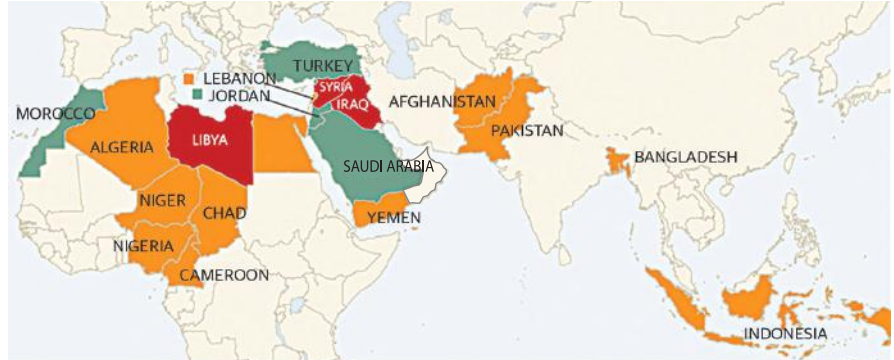 TURKEY
LEBANON
SYRIA
JORDAN
IRAQ
AFGHANISTAN
MOROCCO
PAKISTAN
ALGERIA
LIBYA
BANGLADESH
SAUDI ARABIA
NIGER
CHAD
YEMEN
NIGERIA
CAMEROON
INDONESIA